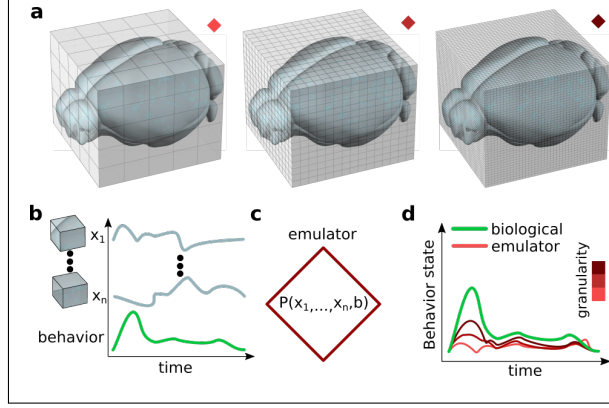 a
b
x1
xn
behavior
time
c
emulator
P(x1,...,xn,b)
d
biological
emulator
Behavior state
granularity
time